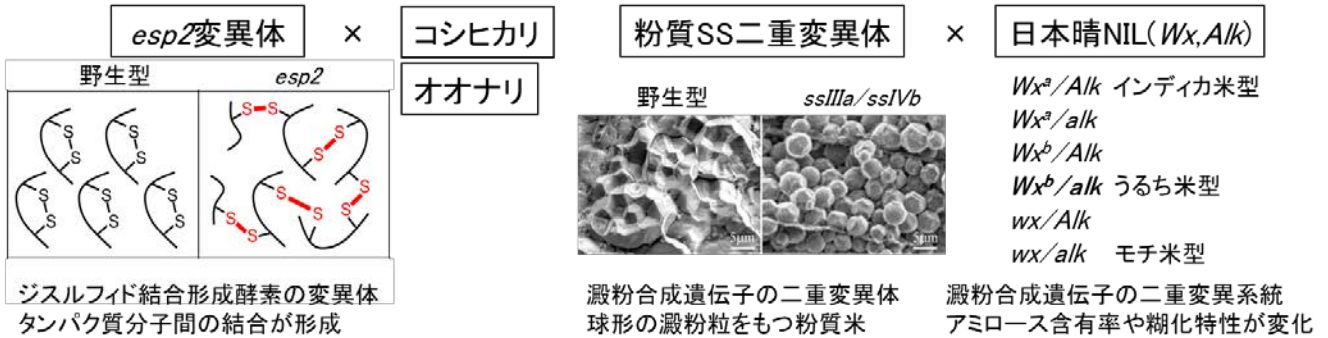 esp2変異体 × コシヒカリ
オオナリ
野生型 esp2
S S S S S S S S S S
S S S S S S S S S S
ジスルフィド結合形成酵素の変異体
タンパク質分子間の結合が形成
粉質SS二重変異体 × 日本晴NIL(Wx,Alk)
野生型 ssIIIa/ssIVb
5μm 5μm
澱粉合成遺伝子の二重変異体
球形の澱粉粒をもつ粉質米
Wxᵃ/Alk インディカ米型
Wxᵃ/alk
Wxᵇ/Alk
Wxᵇ/alk うるち米型
wx/Alk
wx/alk モチ米型
澱粉合成遺伝子の二重変異系統
アミロース含有率や糊化特性が変化